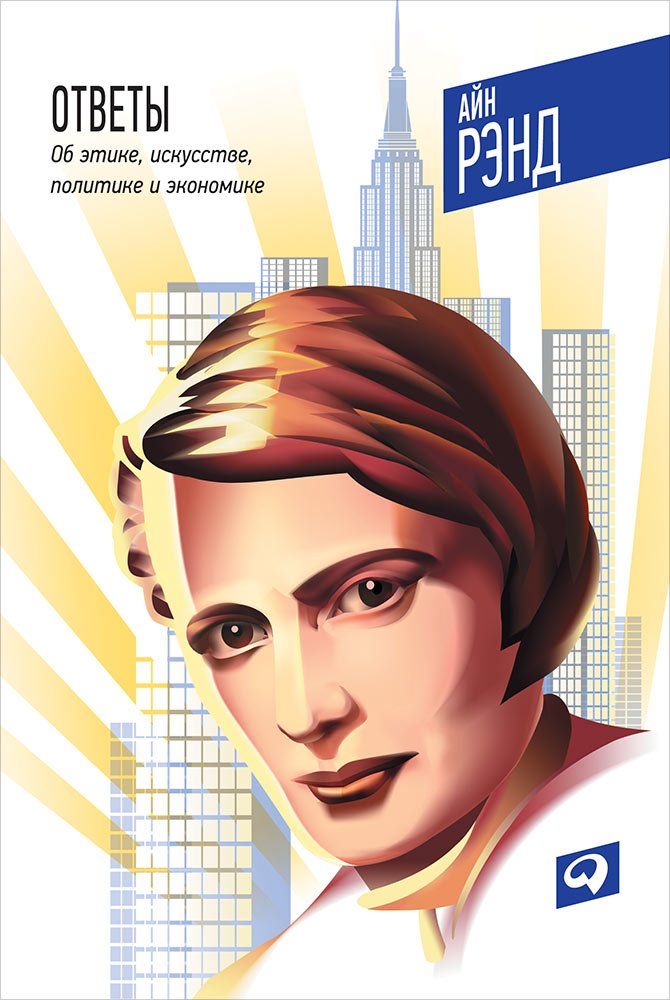 ОТВЕТЫ
Об этике, искусстве,
политике и экономике
АЙН
РЭНД